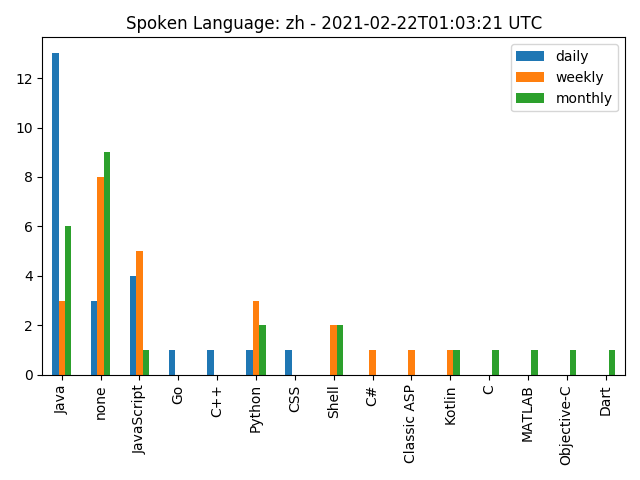 Spoken Language: zh - 2021-02-22T01:03:21 UTC
daily
weekly
monthly
12
10
8
6
4
2
0
Java
none
JavaScript
Go
C++
Python
CSS
Shell
C#
Classic ASP
Kotlin
C
MATLAB
Objective-C
Dart